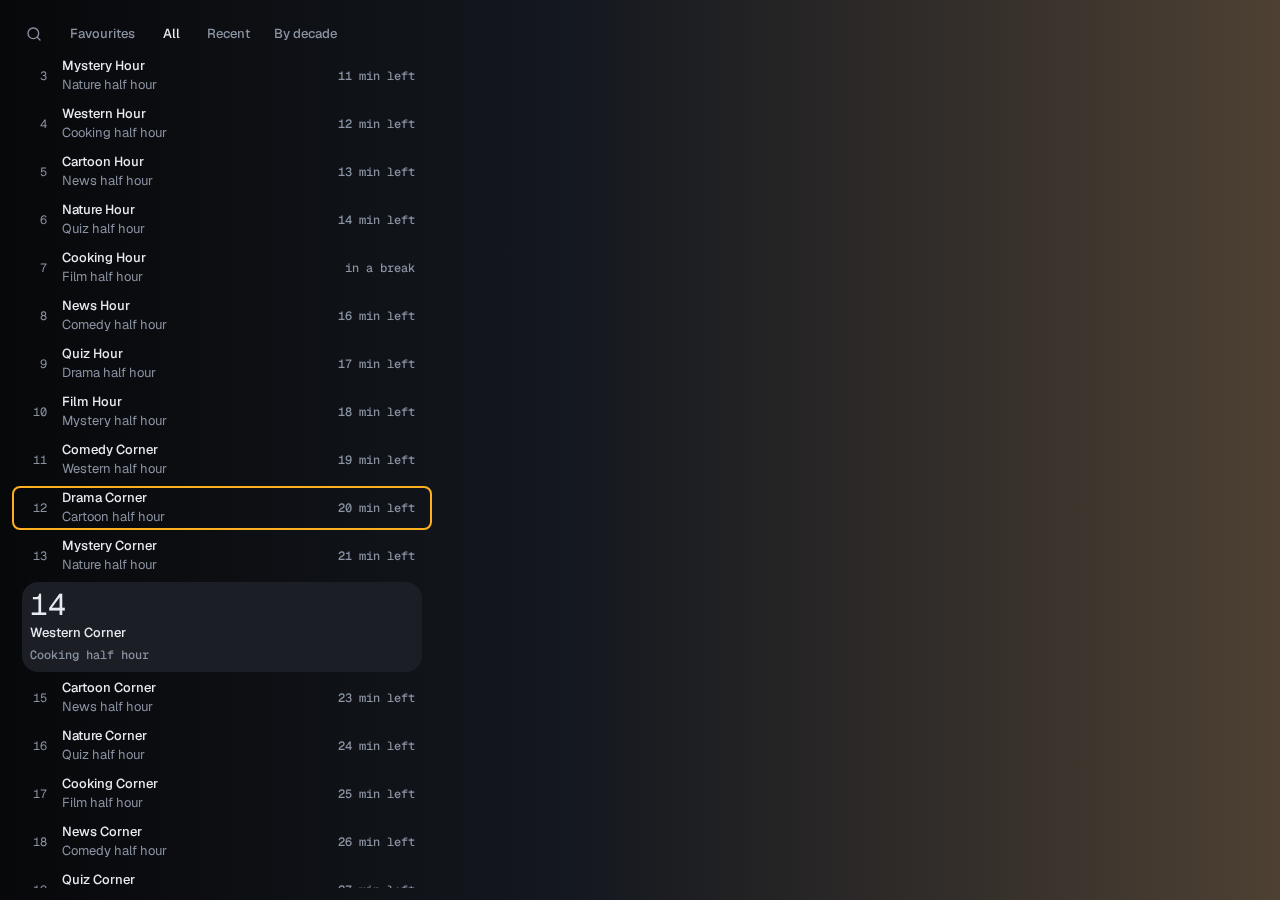 Favourites All Recent By decade
3 Mystery Hour 11 min left
Nature half hour
4 Western Hour 12 min left
Cooking half hour
5 Cartoon Hour 13 min left
News half hour
6 Nature Hour 14 min left
Quiz half hour
7 Cooking Hour in a break
Film half hour
8 News Hour 16 min left
Comedy half hour
9 Quiz Hour 17 min left
Drama half hour
10 Film Hour 18 min left
Mystery half hour
11 Comedy Corner 19 min left
Western half hour
12 Drama Corner 20 min left
Cartoon half hour
13 Mystery Corner 21 min left
Nature half hour
14
Western Corner
Cooking half hour
15 Cartoon Corner 23 min left
News half hour
16 Nature Corner 24 min left
Quiz half hour
17 Cooking Corner 25 min left
Film half hour
18 News Corner 26 min left
Comedy half hour
Quiz Corner